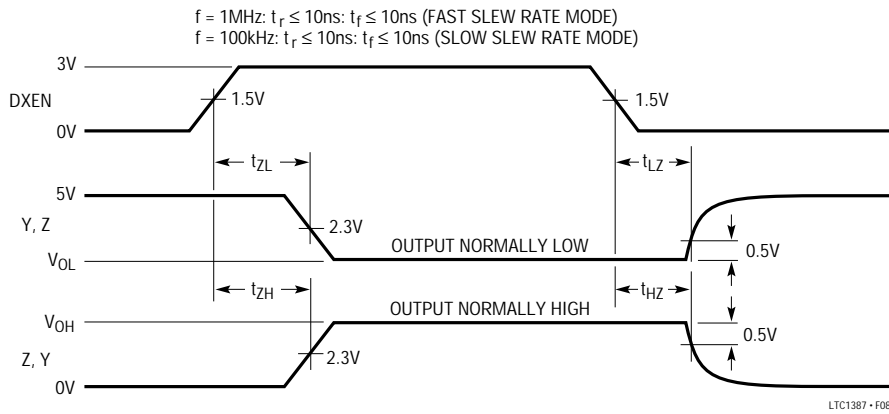 f = 1MHz: tr ≤ 10ns: tf ≤ 10ns (FAST SLEW RATE MODE)
f = 100kHz: tr ≤ 10ns: tf ≤ 10ns (SLOW SLEW RATE MODE)
3V
DXEN
1.5V
1.5V
0V
tZL
tLZ
5V
Y, Z
2.3V
OUTPUT NORMALLY LOW
0.5V
VOL
tZH
tHZ
OUTPUT NORMALLY HIGH
VOH
0.5V
Z, Y
2.3V
0V
LTC1387 • F08